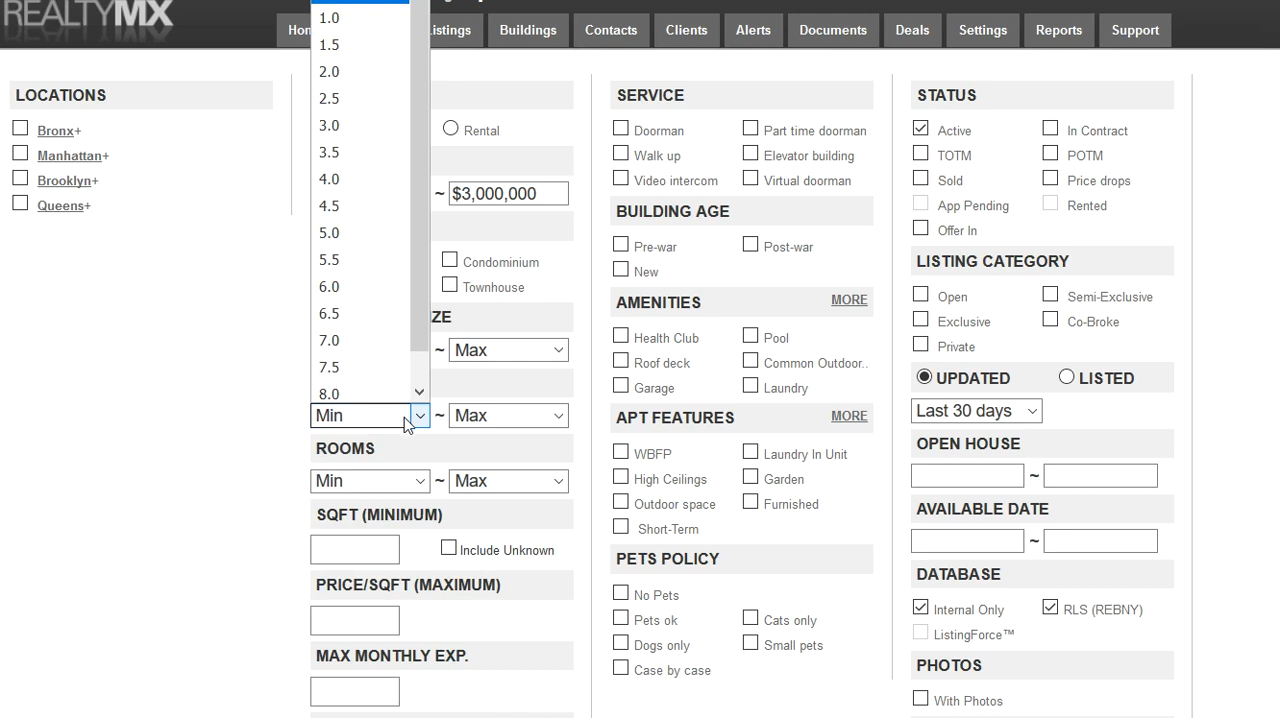 REALTYMX
Hom
istings
Buildings
Contacts
Clients
Alerts
Documents
Deals
Settings
Reports
Support
LOCATIONS
Bronx+
Manhattan+
Brooklyn+
Queens+
1.0
1.5
2.0
2.5
3.0
3.5
4.0
4.5
5.0
5.5
6.0
6.5
7.0
7.5
8.0
Rental
~ $3,000,000
Condominium
Townhouse
ZE
~ Max
Min ~ Max
ROOMS
Min ~ Max
SQFT (MINIMUM)
Include Unknown
PRICE/SQFT (MAXIMUM)
MAX MONTHLY EXP.
SERVICE
Doorman Part time doorman
Walk up Elevator building
Video intercom Virtual doorman
BUILDING AGE
Pre-war Post-war
New
AMENITIES MORE
Health Club Pool
Roof deck Common Outdoor..
Garage Laundry
APT FEATURES MORE
WBFP Laundry In Unit
High Ceilings Garden
Outdoor space Furnished
Short-Term
PETS POLICY
No Pets
Pets ok Cats only
Dogs only Small pets
Case by case
STATUS
Active In Contract
TOTM POTM
Sold Price drops
App Pending Rented
Offer In
LISTING CATEGORY
Open Semi-Exclusive
Exclusive Co-Broke
Private
UPDATED LISTED
Last 30 days
OPEN HOUSE
~
AVAILABLE DATE
~
DATABASE
Internal Only RLS (REBNY)
ListingForce™
PHOTOS
With Photos